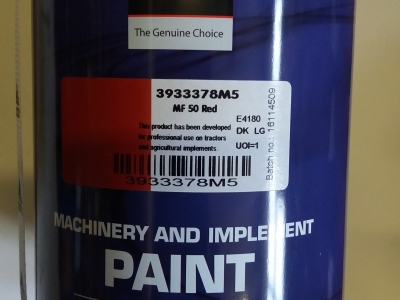 The Genuine Choice
3933378M5
MF 50 Red
This product has been developed
for professional use on tractors
and agricultural implements.
E4180
DK LG
UOI=1
Batch no.: 16114509
3933378M5
MACHINERY AND IMPLEMENT
PAINT